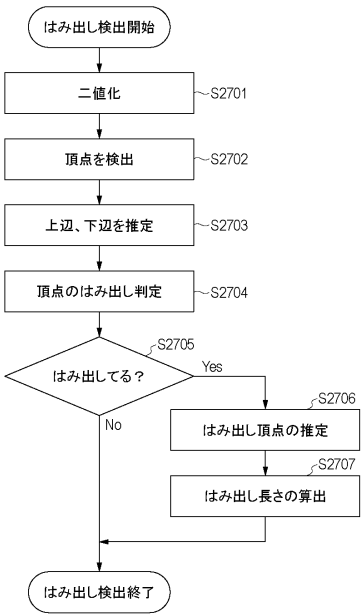 はみ出し検出開始
二値化
S2701
頂点を検出
S2702
上辺、下辺を推定
S2703
頂点のはみ出し判定
S2704
S2705
はみ出してる？
Yes
No
S2706
はみ出し頂点の推定
S2707
はみ出し長さの算出
はみ出し検出終了